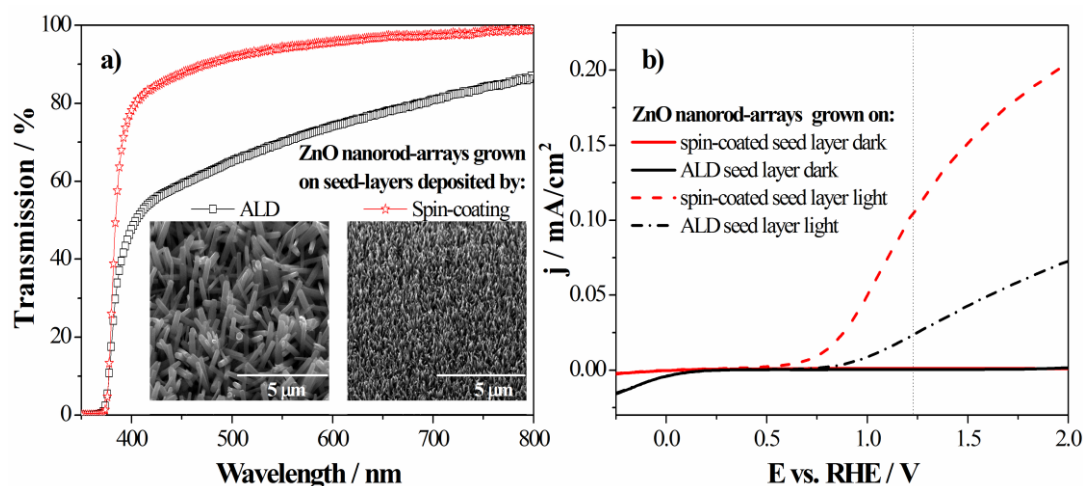 a)
Transmission / %
100
80
60
40
20
0
ZnO nanorod-arrays grown
on seed-layers deposited by:
ALD
Spin-coating
5 μm
5 μm
400
500
600
700
800
Wavelength / nm
b)
j / mA/cm²
0.20
0.15
0.10
0.05
0.00
ZnO nanorod-arrays grown on:
spin-coated seed layer dark
ALD seed layer dark
spin-coated seed layer light
ALD seed layer light
0.0
0.5
1.0
1.5
2.0
E vs. RHE / V